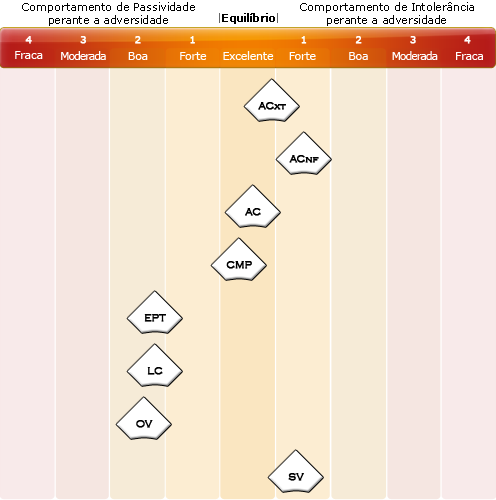 Comportamento de Passividade
perante a adversidade
|Equilíbrio|
Comportamento de Intolerância
perante a adversidade
4 3 2 1 1 2 3 4
Fraca Moderada Boa Forte Excelente Forte Boa Moderada Fraca
ACXT
ACNF
AC
CMP
EPT
LC
OV
SV